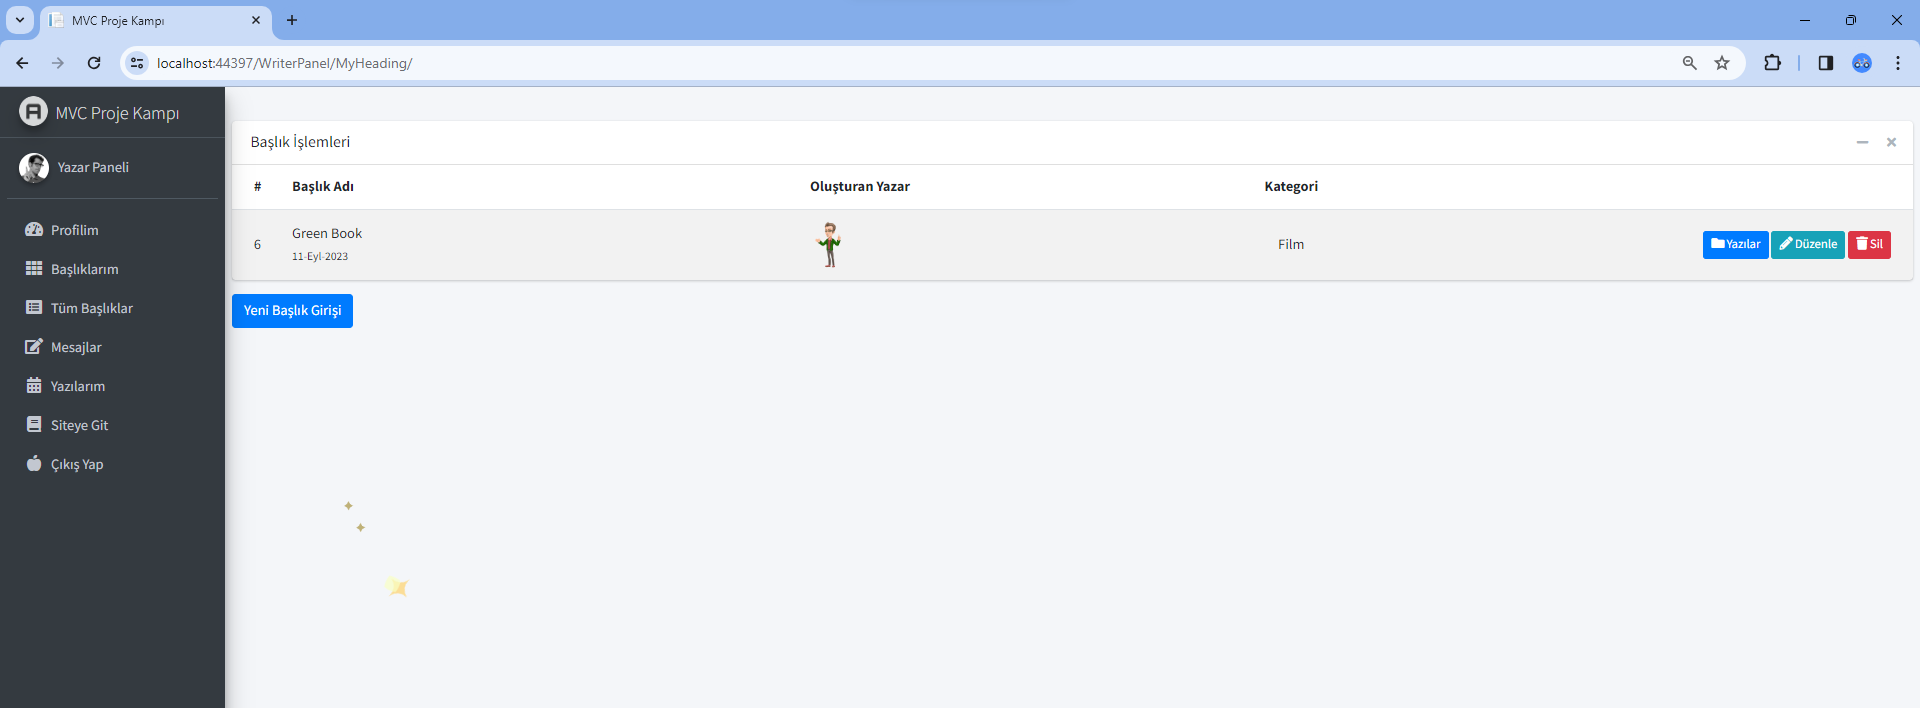 MVC Proje Kampı
localhost:44397/WriterPanel/MyHeading/
MVC Proje Kampı
Yazar Paneli
Profilim
Başlıklarım
Tüm Başlıklar
Mesajlar
Yazılarım
Siteye Git
Çıkış Yap
Başlık İşlemleri
# Başlık Adı Oluşturan Yazar Kategori
6 Green Book Film Yazılar Düzenle Sil
11-Eyl-2023
Yeni Başlık Girişi